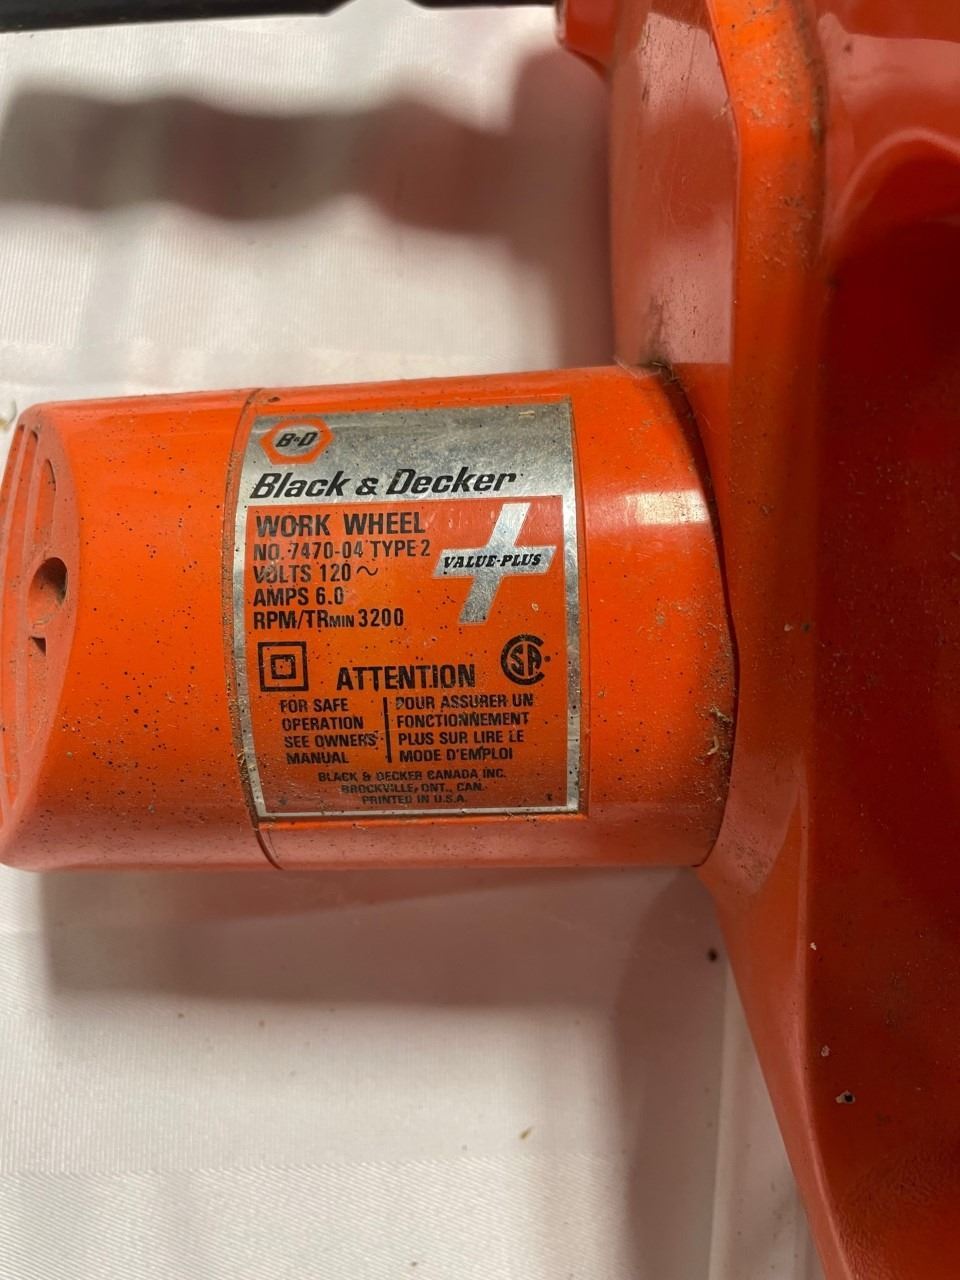 B&D
Black & Decker
WORK WHEEL
NO. 7470-04 TYPE 2
VOLTS 120~
AMPS 6.0
RPM/TRMIN 3200
VALUE-PLUS
SA
ATTENTION
FOR SAFE
OPERATION
SEE OWNERS'
MANUAL
POUR ASSURER UN
FONCTIONNEMENT
PLUS SUR LIRE LE
MODE D'EMPLOI
BLACK & DECKER CANADA INC.
BROCKVILLE, ONT., CAN.
PRINTED IN U.S.A.